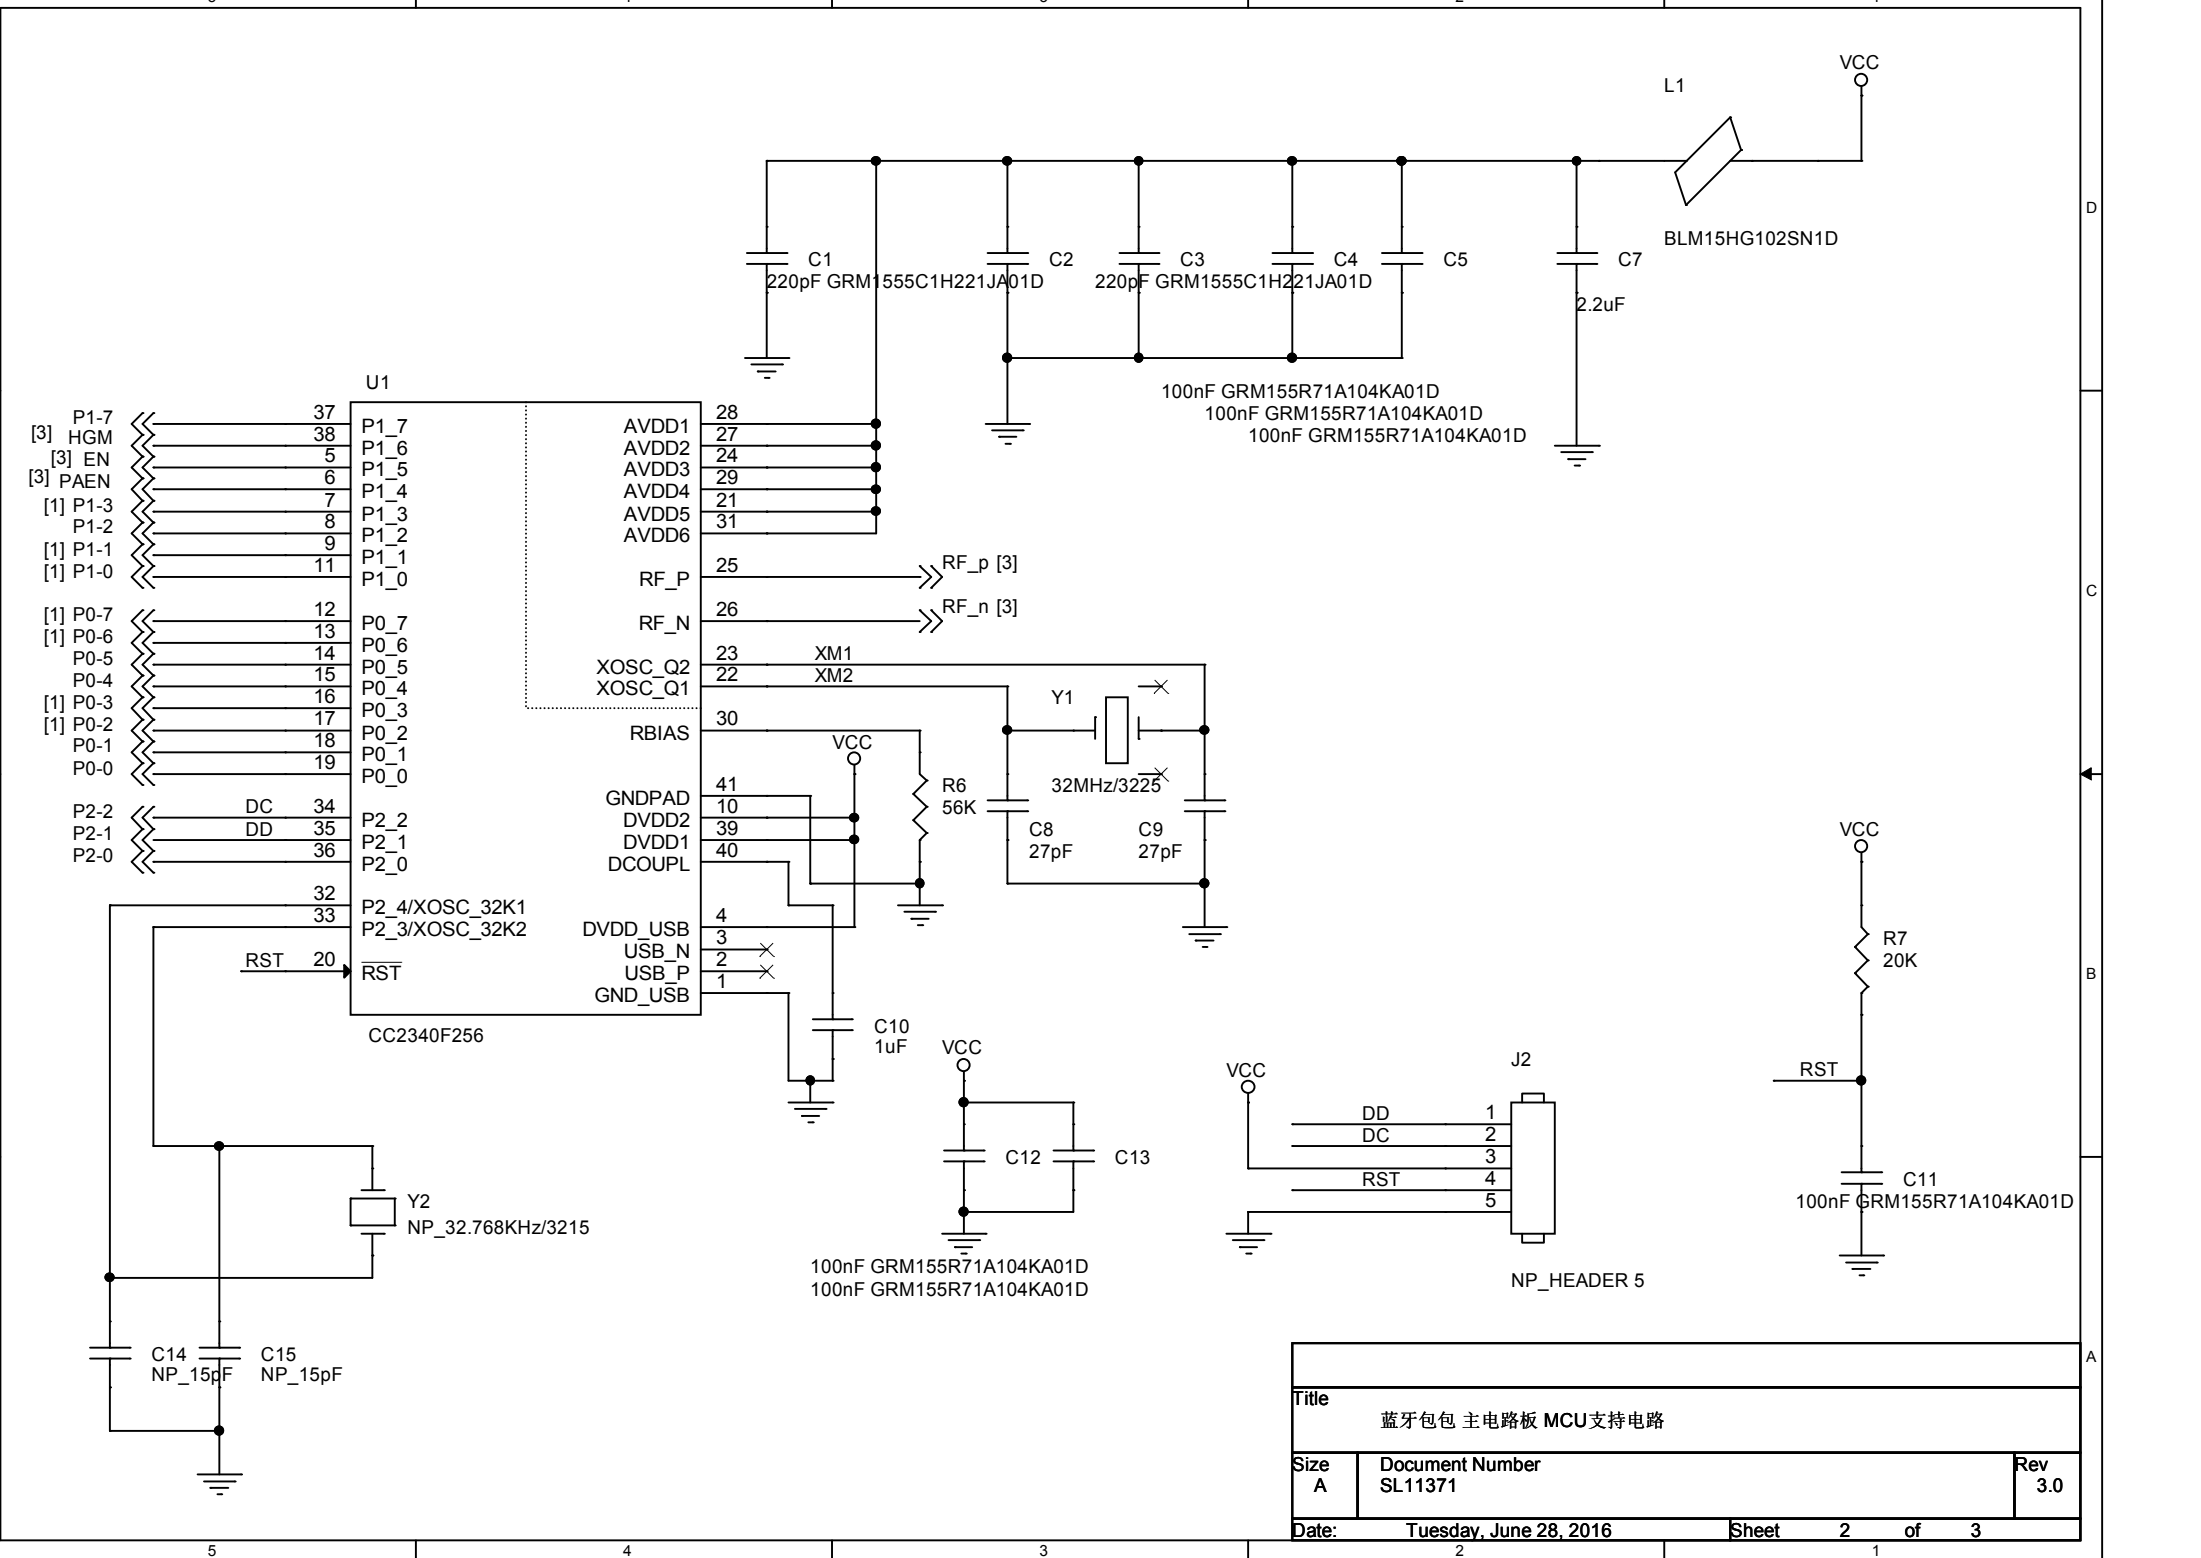 VCC
L1
D
BLM15HG102SN1D
C1
220pF GRM1555C1H221JA01D
C2
C3
220pF GRM1555C1H221JA01D
C4
C5
C7
2.2uF
100nF GRM155R71A104KA01D
100nF GRM155R71A104KA01D
100nF GRM155R71A104KA01D
U1
P1-7 37 P1_7
[3] HGM 38 P1_6
[3] EN 5 P1_5
[3] PAEN 6 P1_4
[1] P1-3 7 P1_3
P1-2 8 P1_2
[1] P1-1 9 P1_1
[1] P1-0 11 P1_0
[1] P0-7 12 P0_7
[1] P0-6 13 P0_6
P0-5 14 P0_5
P0-4 15 P0_4
[1] P0-3 16 P0_3
[1] P0-2 17 P0_2
P0-1 18 P0_1
P0-0 19 P0_0
P2-2 DC 34 P2_2
P2-1 DD 35 P2_1
P2-0 36 P2_0
32 P2_4/XOSC_32K1
33 P2_3/XOSC_32K2
RST 20 RST
AVDD1 28
AVDD2 27
AVDD3 24
AVDD4 29
AVDD5 21
AVDD6 31
RF_P 25 RF_p [3]
RF_N 26 RF_n [3]
XOSC_Q2 23 XM1
XOSC_Q1 22 XM2
RBIAS 30
GNDPAD 41
DVDD2 10
DVDD1 39
DCOUPL 40
DVDD_USB 4
USB_N 3
USB_P 2
GND_USB 1
CC2340F256
VCC
R6
56K
Y1
32MHz/3225
C8
27pF
C9
27pF
C
C10
1uF
VCC
C12
C13
100nF GRM155R71A104KA01D
100nF GRM155R71A104KA01D
VCC
J2
DD 1
DC 2
3
RST 4
5
NP_HEADER 5
VCC
R7
20K
B
RST
C11
100nF GRM155R71A104KA01D
Y2
NP_32.768KHz/3215
C14
NP_15pF
C15
NP_15pF
A
Title
蓝牙包包 主电路板 MCU支持电路
Size
A
Document Number
SL11371
Rev
3.0
Date: Tuesday, June 28, 2016 Sheet 2 of 3
5 4 3 2 1